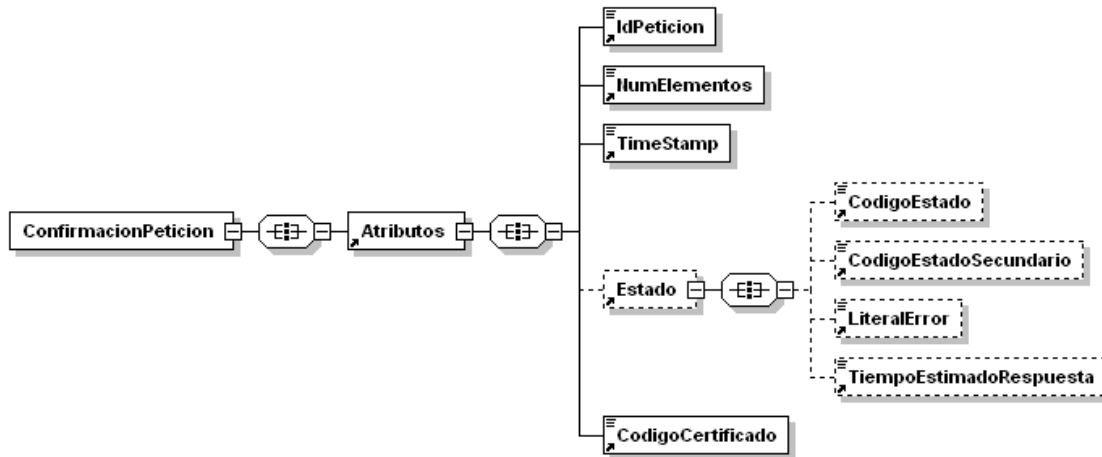 IdPeticion
NumElementos
TimeStamp
CodigoEstado
ConfirmacionPeticion
Atributos
CodigoEstadoSecundario
Estado
LiteralError
TiempoEstimadoRespuesta
CodigoCertificado